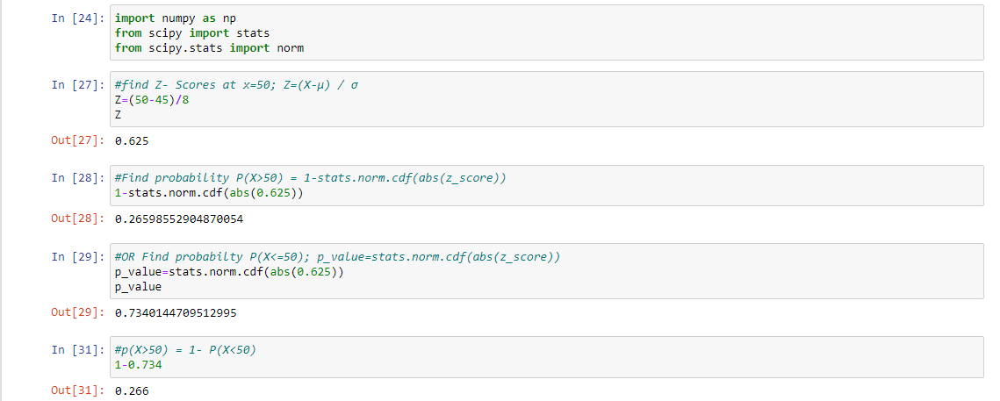 In [24]: import numpy as np
from scipy import stats
from scipy.stats import norm
In [27]: #find Z- Scores at x=50; Z=(X-μ) / σ
Z=(50-45)/8
Z
Out[27]: 0.625
In [28]: #Find probability P(X>50) = 1-stats.norm.cdf(abs(z_score))
1-stats.norm.cdf(abs(0.625))
Out[28]: 0.26598552904870054
In [29]: #OR Find probabilty P(X<=50); p_value=stats.norm.cdf(abs(z_score))
p_value=stats.norm.cdf(abs(0.625))
p_value
Out[29]: 0.7340144709512995
In [31]: #p(X>50) = 1- P(X<50)
1-0.734
Out[31]: 0.266